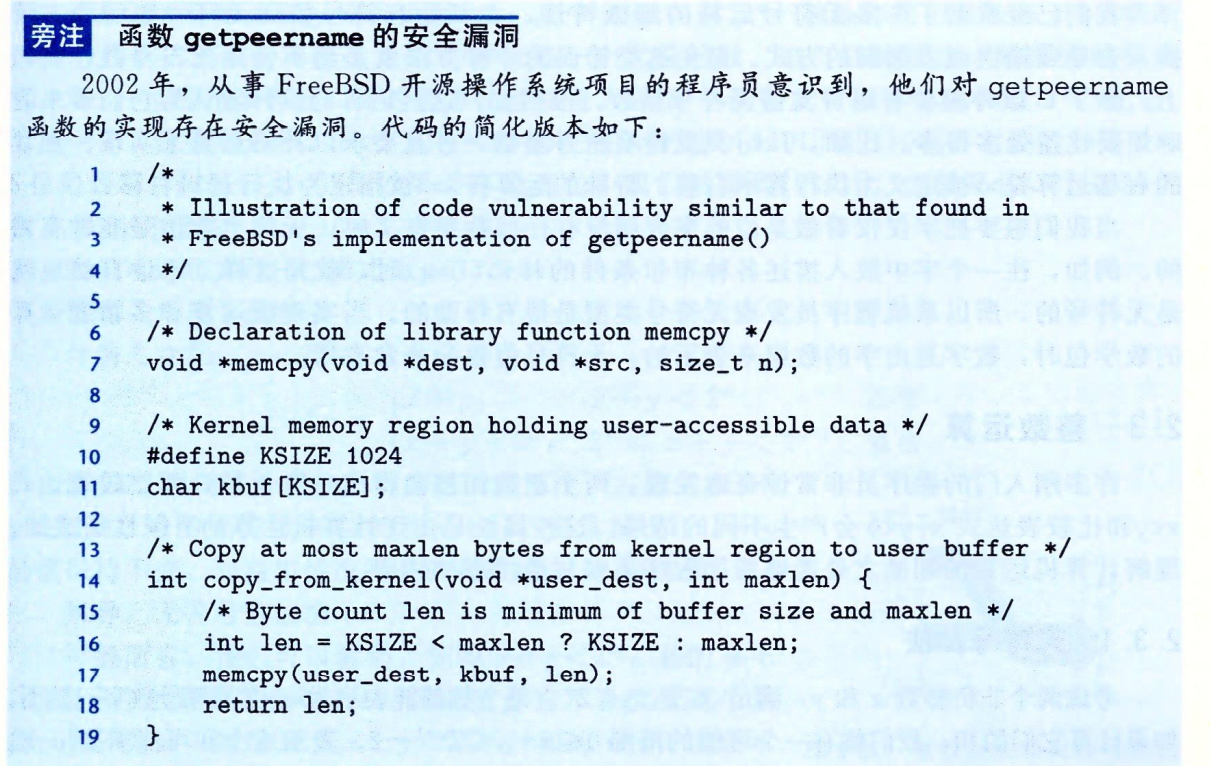 旁注 函数 getpeername 的安全漏洞
2002 年，从事 FreeBSD 开源操作系统项目的程序员意识到，他们对 getpeername
函数的实现存在安全漏洞。代码的简化版本如下：
1 /*
2 * Illustration of code vulnerability similar to that found in
3 * FreeBSD's implementation of getpeername()
4 */
5
6 /* Declaration of library function memcpy */
7 void *memcpy(void *dest, void *src, size_t n);
8
9 /* Kernel memory region holding user-accessible data */
10 #define KSIZE 1024
11 char kbuf[KSIZE];
12
13 /* Copy at most maxlen bytes from kernel region to user buffer */
14 int copy_from_kernel(void *user_dest, int maxlen) {
15 /* Byte count len is minimum of buffer size and maxlen */
16 int len = KSIZE < maxlen ? KSIZE : maxlen;
17 memcpy(user_dest, kbuf, len);
18 return len;
19 }